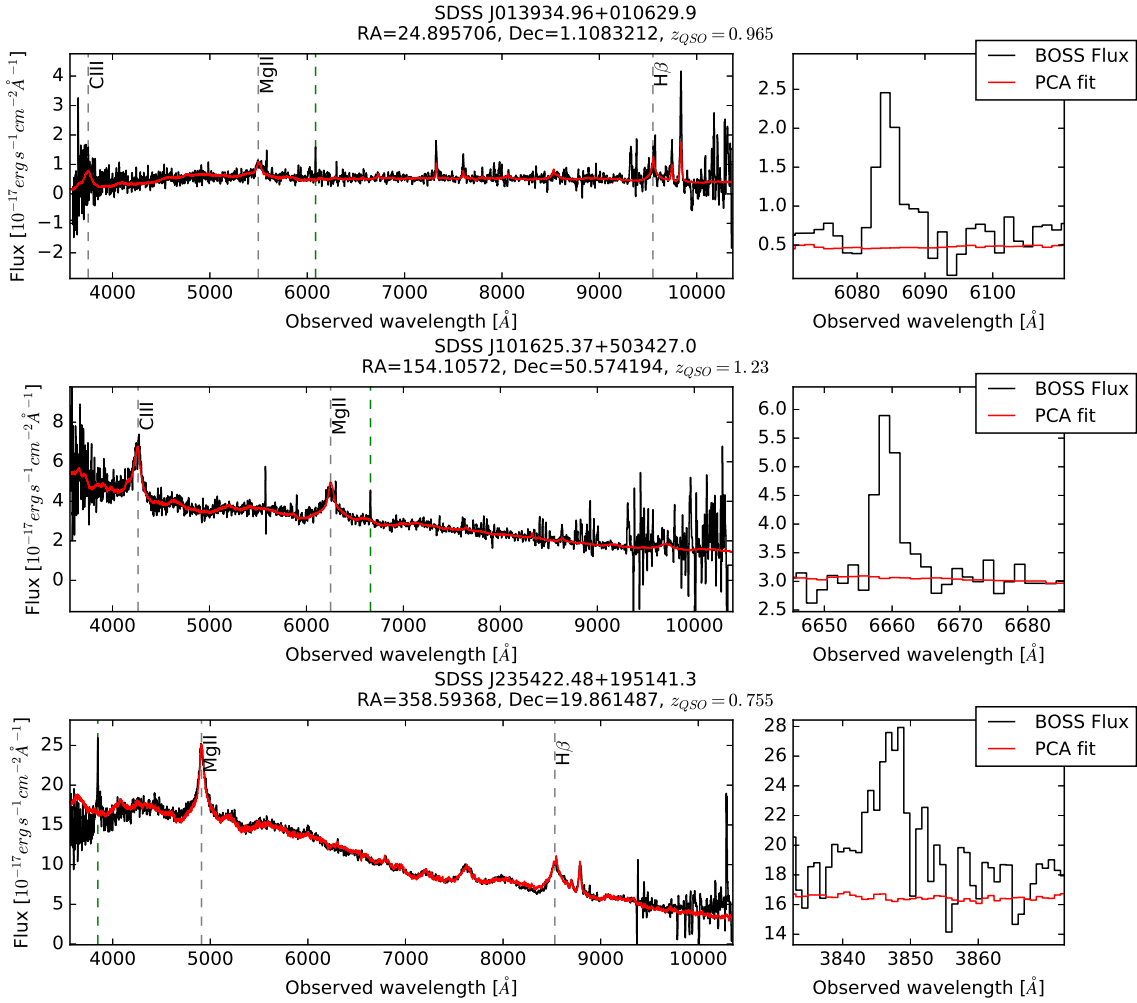 SDSS J013934.96+010629.9
RA=24.895706, Dec=1.1083212, z_QSO = 0.965
Flux [10^−17 erg s^−1 cm^−2 Å^−1]
4
3
2
1
0
−1
−2
CIII
MgII
Hβ
4000 5000 6000 7000 8000 9000 10000
Observed wavelength [Å]
BOSS Flux
PCA fit
2.5
2.0
1.5
1.0
0.5
6080 6090 6100
Observed wavelength [Å]
SDSS J101625.37+503427.0
RA=154.10572, Dec=50.574194, z_QSO = 1.23
Flux [10^−17 erg s^−1 cm^−2 Å^−1]
8
6
4
2
0
CIII
MgII
4000 5000 6000 7000 8000 9000 10000
Observed wavelength [Å]
BOSS Flux
PCA fit
6.0
5.5
5.0
4.5
4.0
3.5
3.0
2.5
6650 6660 6670 6680
Observed wavelength [Å]
SDSS J235422.48+195141.3
RA=358.59368, Dec=19.861487, z_QSO = 0.755
Flux [10^−17 erg s^−1 cm^−2 Å^−1]
25
20
15
10
5
0
MgII
Hβ
4000 5000 6000 7000 8000 9000 10000
Observed wavelength [Å]
BOSS Flux
PCA fit
28
26
24
22
20
18
16
14
3840 3850 3860
Observed wavelength [Å]